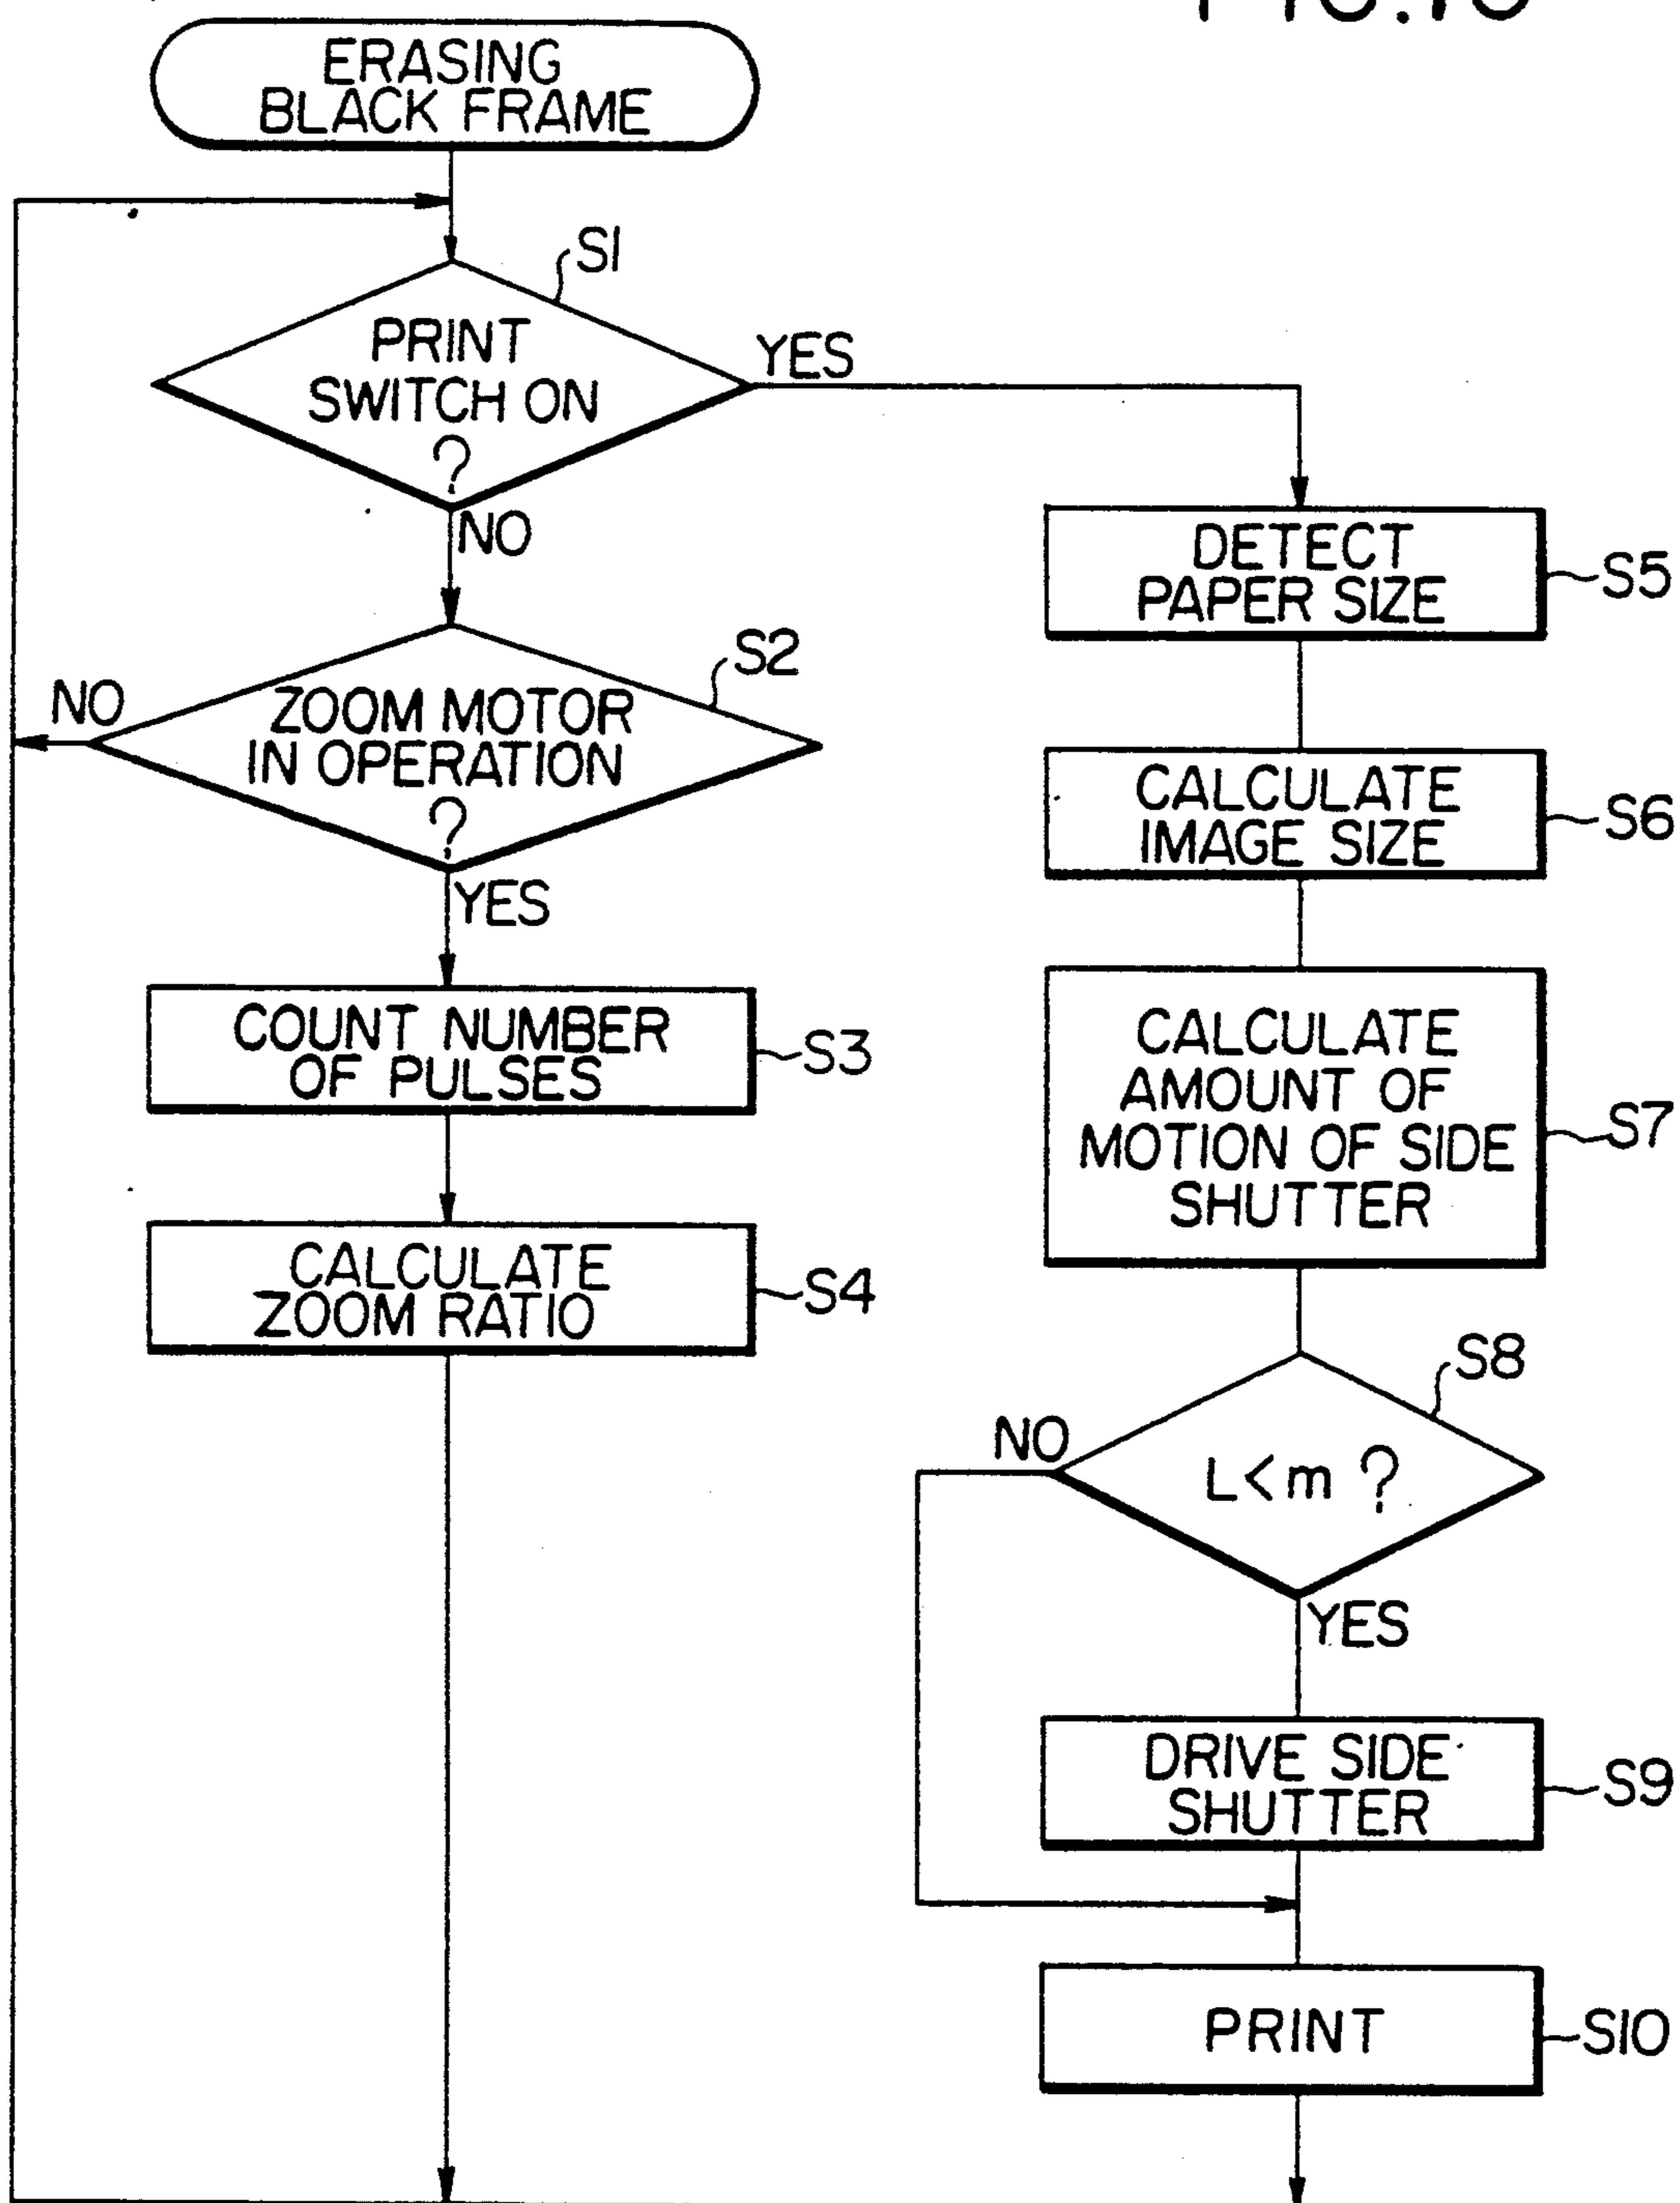 ERASING
BLACK FRAME
S1
PRINT
SWITCH ON
?
YES
NO
S2
ZOOM MOTOR
IN OPERATION
?
NO
YES
COUNT NUMBER
OF PULSES
S3
CALCULATE
ZOOM RATIO
S4
DETECT
PAPER SIZE
S5
CALCULATE
IMAGE SIZE
S6
CALCULATE
AMOUNT OF
MOTION OF SIDE
SHUTTER
S7
S8
L<m ?
NO
YES
DRIVE SIDE
SHUTTER
S9
PRINT
S10